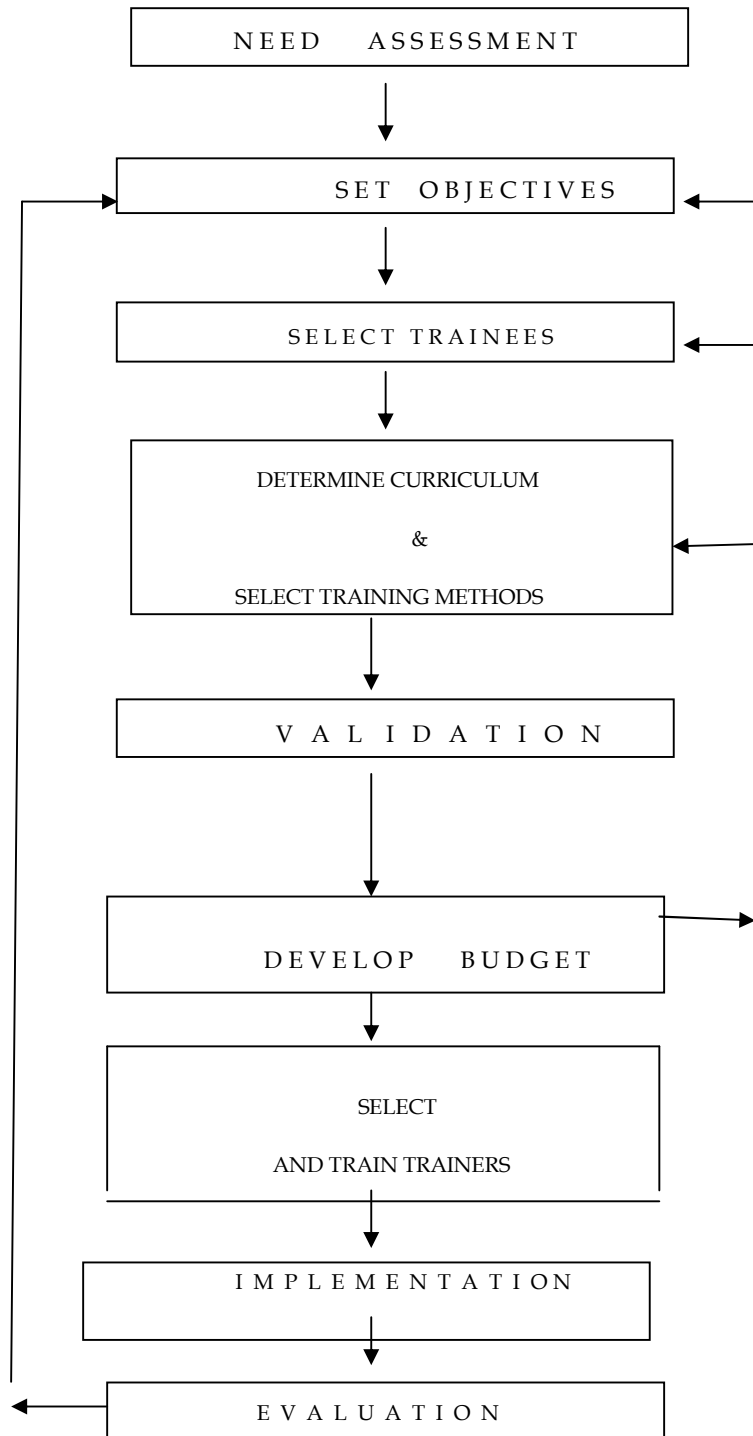 NEED ASSESSMENT
SET OBJECTIVES
SELECT TRAINEES
DETERMINE CURRICULUM
&
SELECT TRAINING METHODS
VALIDATION
DEVELOP BUDGET
SELECT
AND TRAIN TRAINERS
IMPLEMENTATION
EVALUATION